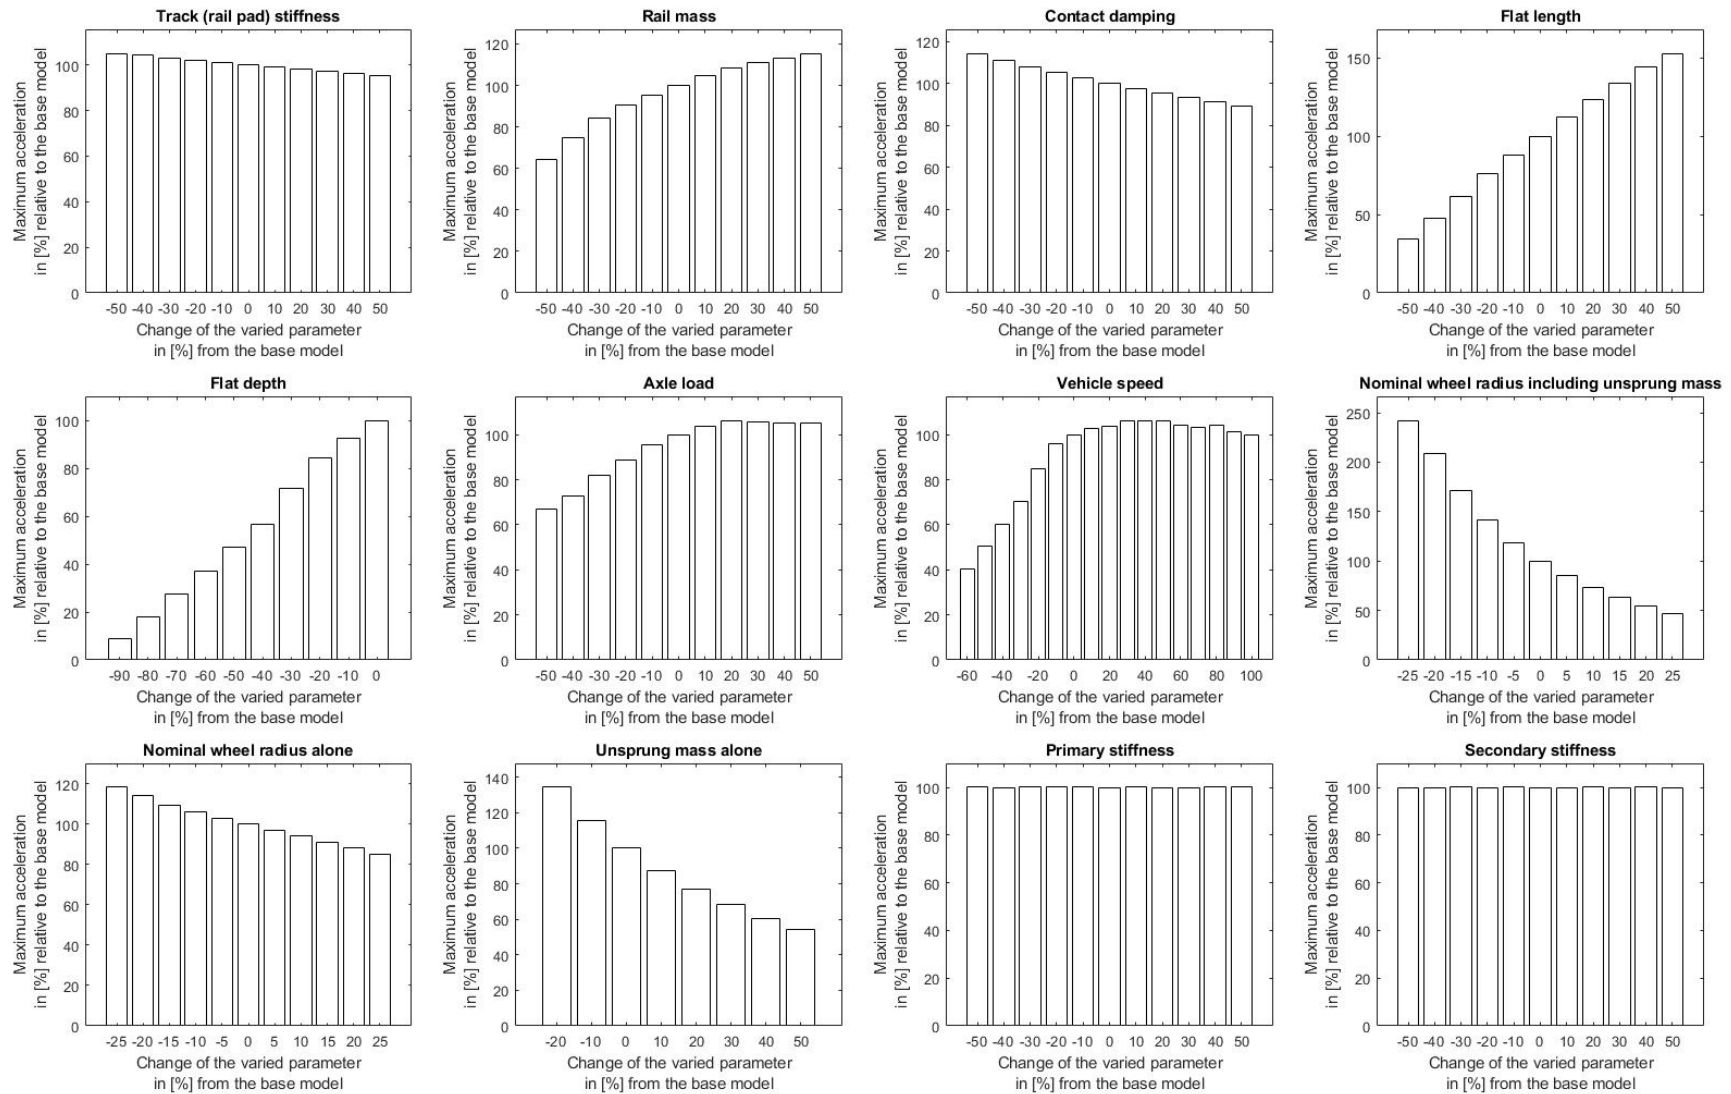 Track (rail pad) stiffness
Maximum acceleration
in [%] relative to the base model
100
80
60
40
20
0
-50 -40 -30 -20 -10 0 10 20 30 40 50
Change of the varied parameter
in [%] from the base model
Rail mass
Maximum acceleration
in [%] relative to the base model
120
100
80
60
40
20
0
-50 -40 -30 -20 -10 0 10 20 30 40 50
Change of the varied parameter
in [%] from the base model
Contact damping
Maximum acceleration
in [%] relative to the base model
120
100
80
60
40
20
0
-50 -40 -30 -20 -10 0 10 20 30 40 50
Change of the varied parameter
in [%] from the base model
Flat length
Maximum acceleration
in [%] relative to the base model
150
100
50
0
-50 -40 -30 -20 -10 0 10 20 30 40 50
Change of the varied parameter
in [%] from the base model
Flat depth
Maximum acceleration
in [%] relative to the base model
100
80
60
40
20
0
-90 -80 -70 -60 -50 -40 -30 -20 -10 0
Change of the varied parameter
in [%] from the base model
Axle load
Maximum acceleration
in [%] relative to the base model
100
80
60
40
20
0
-50 -40 -30 -20 -10 0 10 20 30 40 50
Change of the varied parameter
in [%] from the base model
Vehicle speed
Maximum acceleration
in [%] relative to the base model
100
80
60
40
20
0
-60 -40 -20 0 20 40 60 80 100
Change of the varied parameter
in [%] from the base model
Nominal wheel radius including unsprung mass
Maximum acceleration
in [%] relative to the base model
250
200
150
100
50
0
-25 -20 -15 -10 -5 0 5 10 15 20 25
Change of the varied parameter
in [%] from the base model
Nominal wheel radius alone
Maximum acceleration
in [%] relative to the base model
120
100
80
60
40
20
0
-25 -20 -15 -10 -5 0 5 10 15 20 25
Change of the varied parameter
in [%] from the base model
Unsprung mass alone
Maximum acceleration
in [%] relative to the base model
140
120
100
80
60
40
20
0
-20 -10 0 10 20 30 40 50
Change of the varied parameter
in [%] from the base model
Primary stiffness
Maximum acceleration
in [%] relative to the base model
100
80
60
40
20
0
-50 -40 -30 -20 -10 0 10 20 30 40 50
Change of the varied parameter
in [%] from the base model
Secondary stiffness
Maximum acceleration
in [%] relative to the base model
100
80
60
40
20
0
-50 -40 -30 -20 -10 0 10 20 30 40 50
Change of the varied parameter
in [%] from the base model